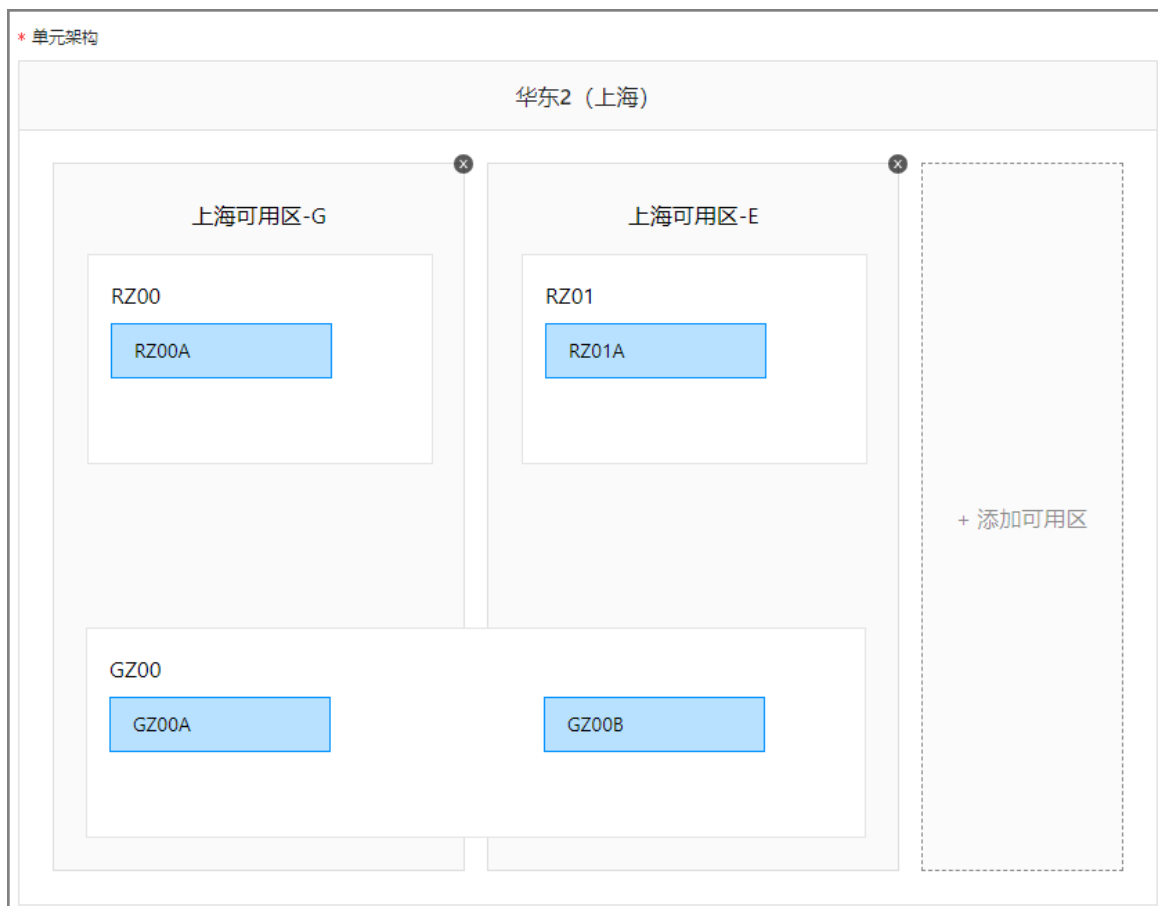 * 单元架构
华东2（上海）
上海可用区-G
RZ00
RZ00A
上海可用区-E
RZ01
RZ01A
+ 添加可用区
GZ00
GZ00A
GZ00B